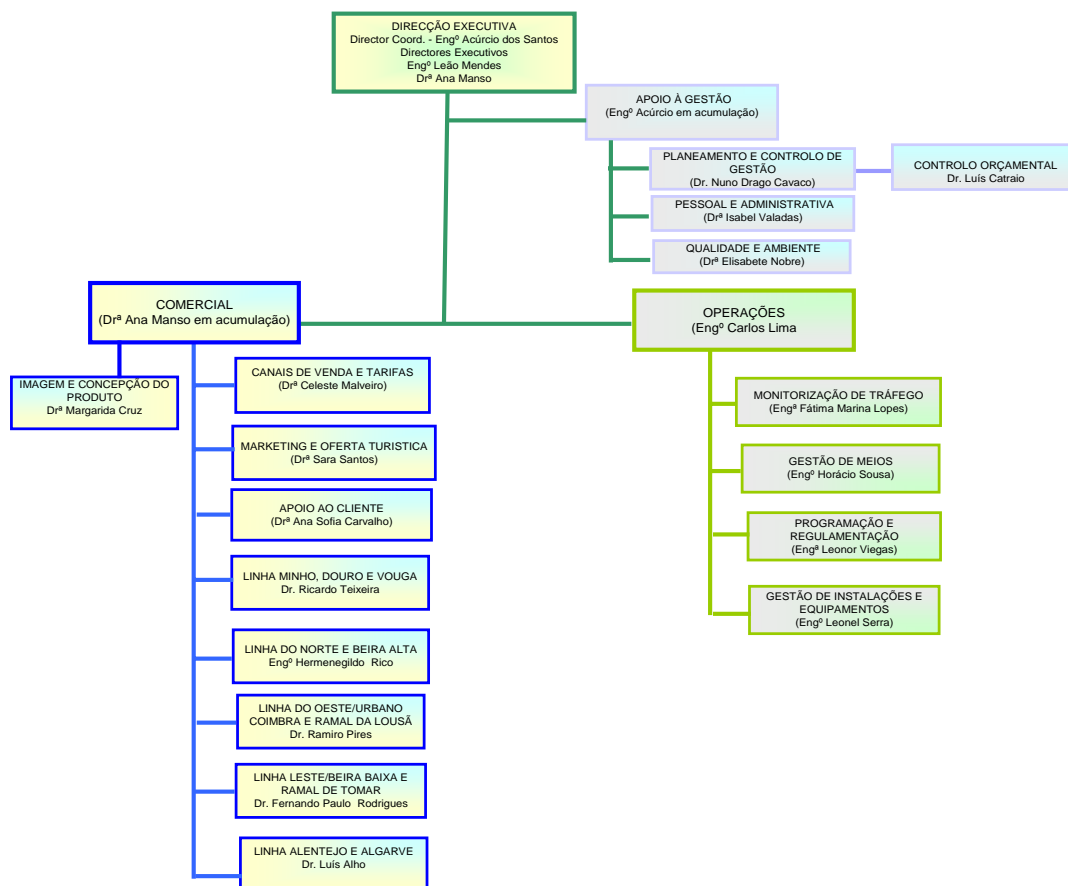 DIRECÇÃO EXECUTIVA
Director Coord. - Engº Acúrcio dos Santos
Directores Executivos
Engº Leão Mendes
Drª Ana Manso
APOIO À GESTÃO
(Engº Acúrcio em acumulação)
PLANEAMENTO E CONTROLO DE
GESTÃO
(Dr. Nuno Drago Cavaco)
CONTROLO ORÇAMENTAL
Dr. Luís Catraio
PESSOAL E ADMINISTRATIVA
(Drª Isabel Valadas)
QUALIDADE E AMBIENTE
(Drª Elisabete Nobre)
COMERCIAL
(Drª Ana Manso em acumulação)
OPERAÇÕES
(Engº Carlos Lima
IMAGEM E CONCEPÇÃO DO
PRODUTO
Drª Margarida Cruz
CANAIS DE VENDA E TARIFAS
(Drª Celeste Malveiro)
MARKETING E OFERTA TURISTICA
(Drª Sara Santos)
APOIO AO CLIENTE
(Drª Ana Sofia Carvalho)
LINHA MINHO, DOURO E VOUGA
Dr. Ricardo Teixeira
LINHA DO NORTE E BEIRA ALTA
Engº Hermenegildo Rico
LINHA DO OESTE/URBANO
COIMBRA E RAMAL DA LOUSÃ
Dr. Ramiro Pires
LINHA LESTE/BEIRA BAIXA E
RAMAL DE TOMAR
Dr. Fernando Paulo Rodrigues
LINHA ALENTEJO E ALGARVE
Dr. Luís Alho
MONITORIZAÇÃO DE TRÁFEGO
(Engª Fátima Marina Lopes)
GESTÃO DE MEIOS
(Engº Horácio Sousa)
PROGRAMAÇÃO E
REGULAMENTAÇÃO
(Engª Leonor Viegas)
GESTÃO DE INSTALAÇÕES E
EQUIPAMENTOS
(Engº Leonel Serra)